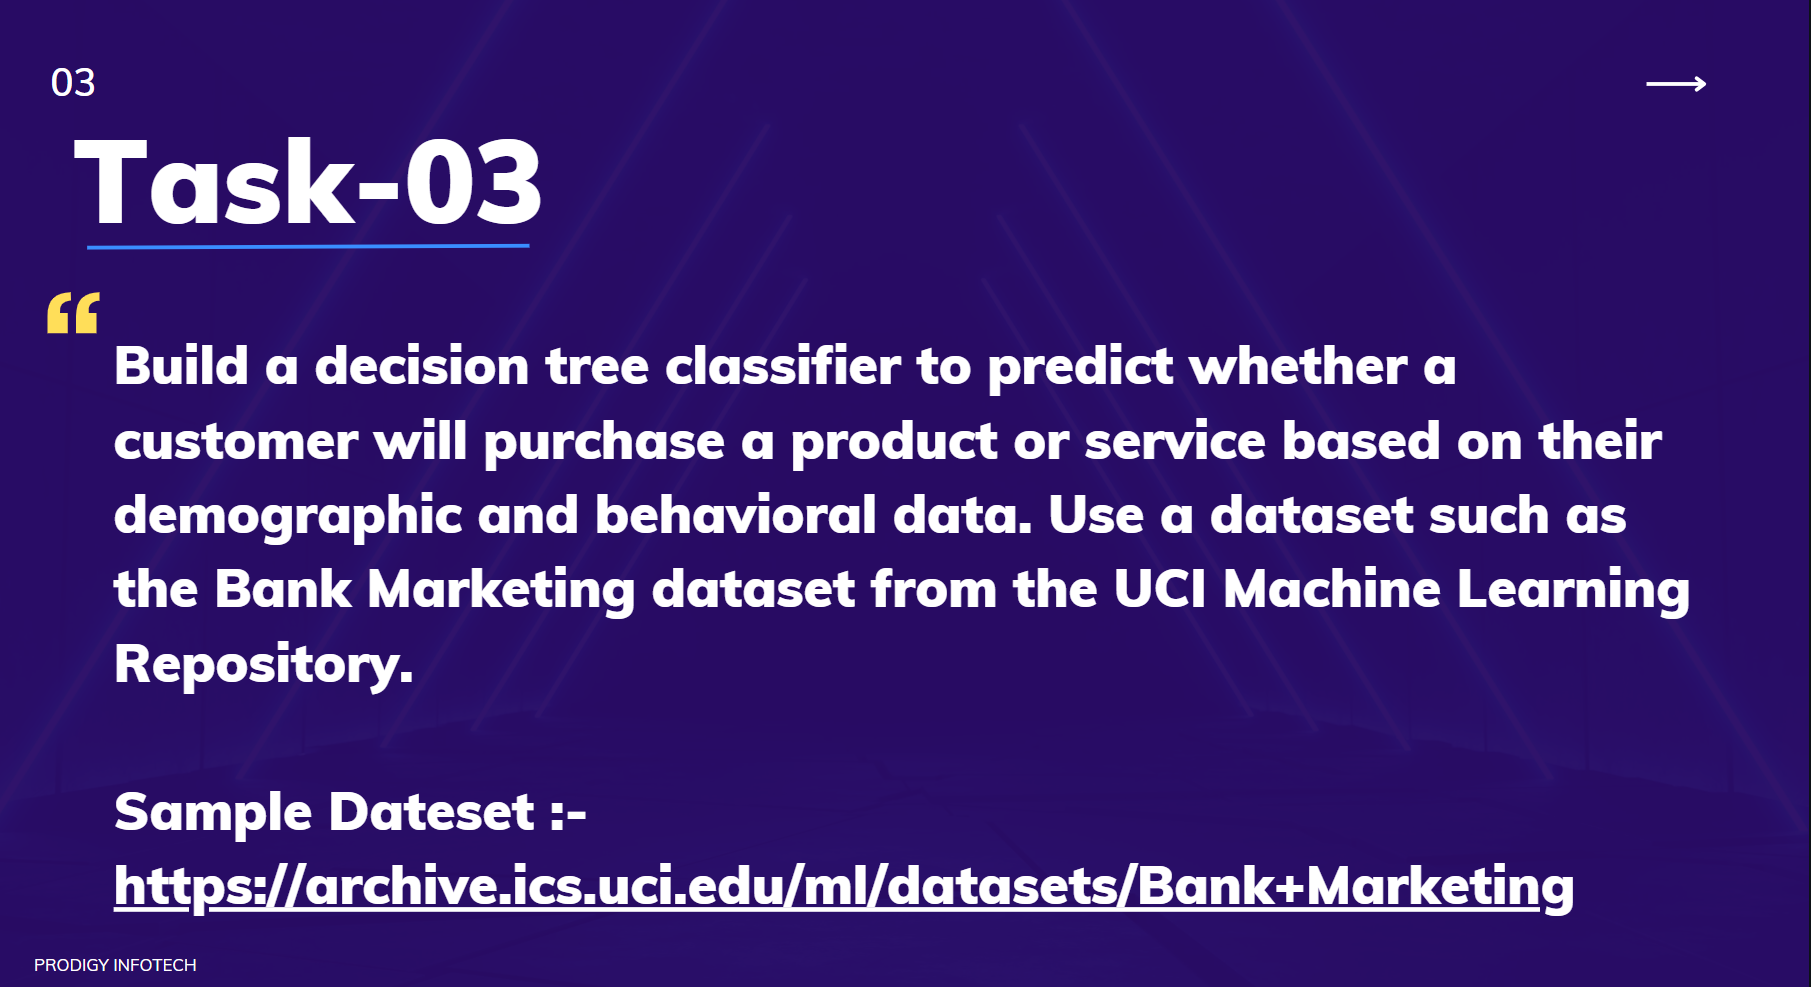 03
Task-03
“
Build a decision tree classifier to predict whether a
customer will purchase a product or service based on their
demographic and behavioral data. Use a dataset such as
the Bank Marketing dataset from the UCI Machine Learning
Repository.
Sample Dateset :-
https://archive.ics.uci.edu/ml/datasets/Bank+Marketing
PRODIGY INFOTECH